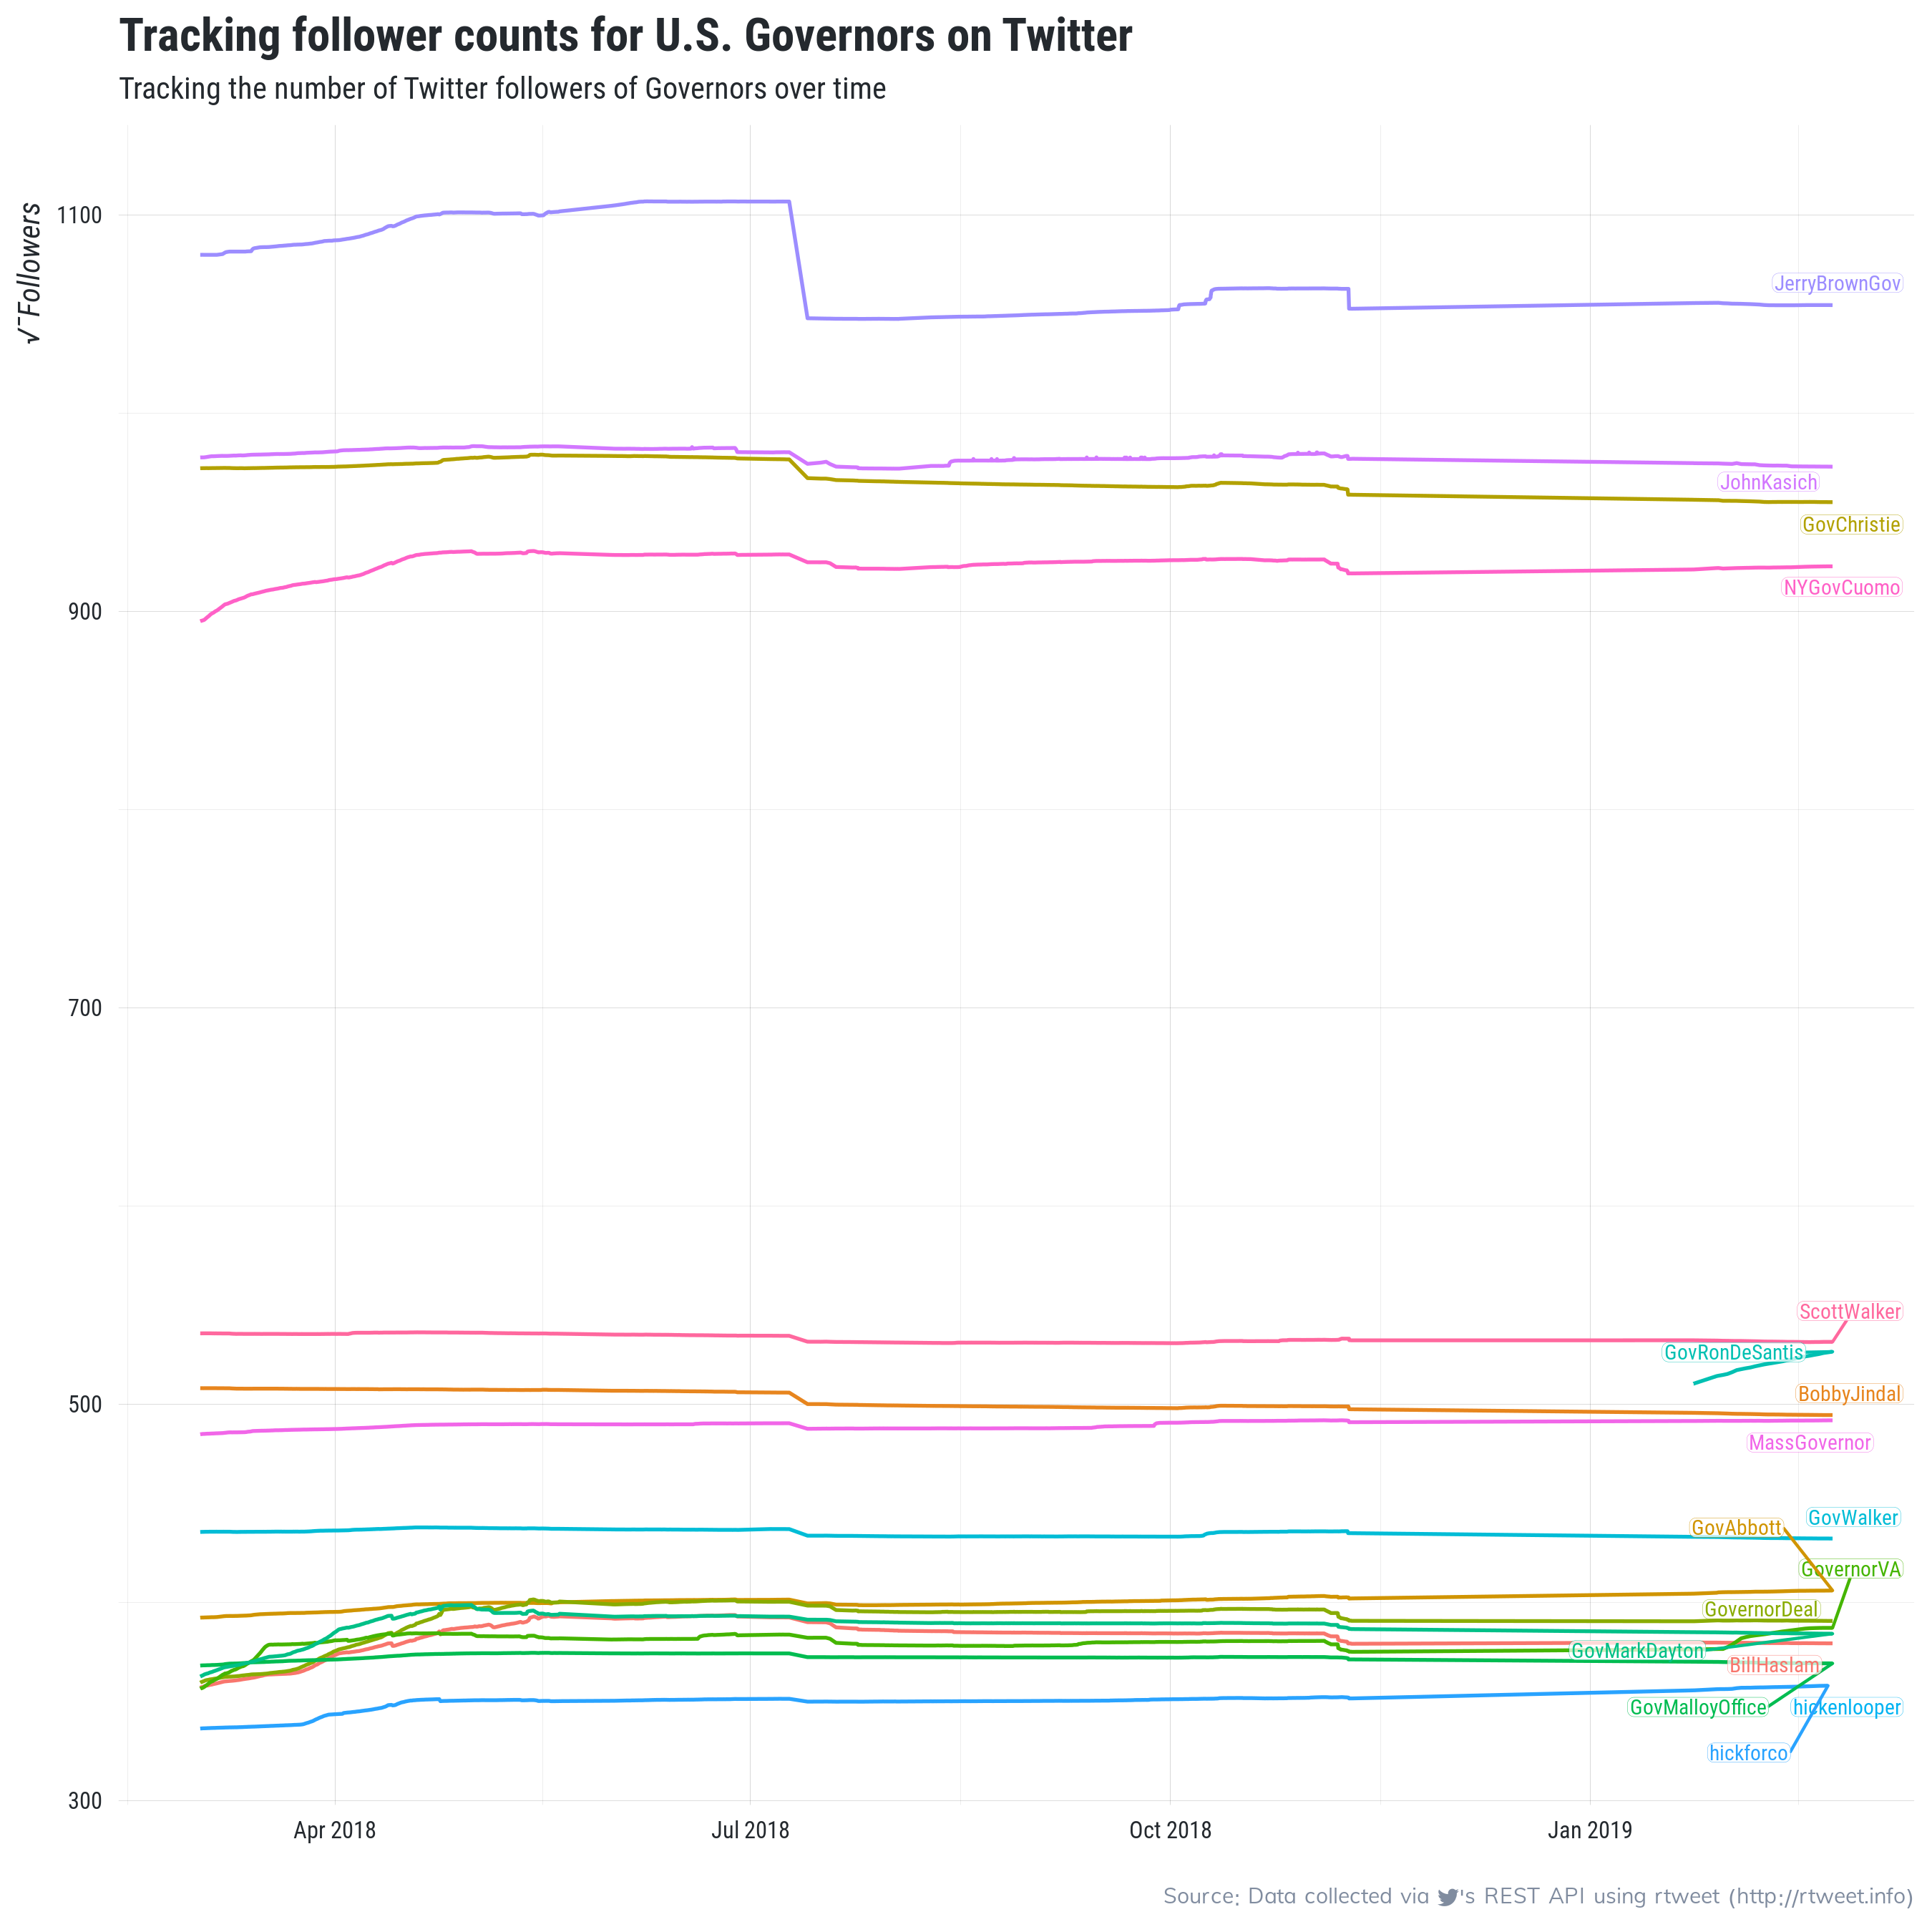 Tracking follower counts for U.S. Governors on Twitter
Tracking the number of Twitter followers of Governors over time
√¯Followers
1100
900
700
500
300
JerryBrownGov
JohnKasich
GovChristie
NYGovCuomo
ScottWalker
GovRonDeSantis
BobbyJindal
MassGovernor
GovWalker
GovAbbott
GovernorVA
GovernorDeal
GovMarkDayton
BillHaslam
GovMalloyOffice
hickenlooper
hickforco
Apr 2018
Jul 2018
Oct 2018
Jan 2019
Source: Data collected via 's REST API using rtweet (http://rtweet.info)